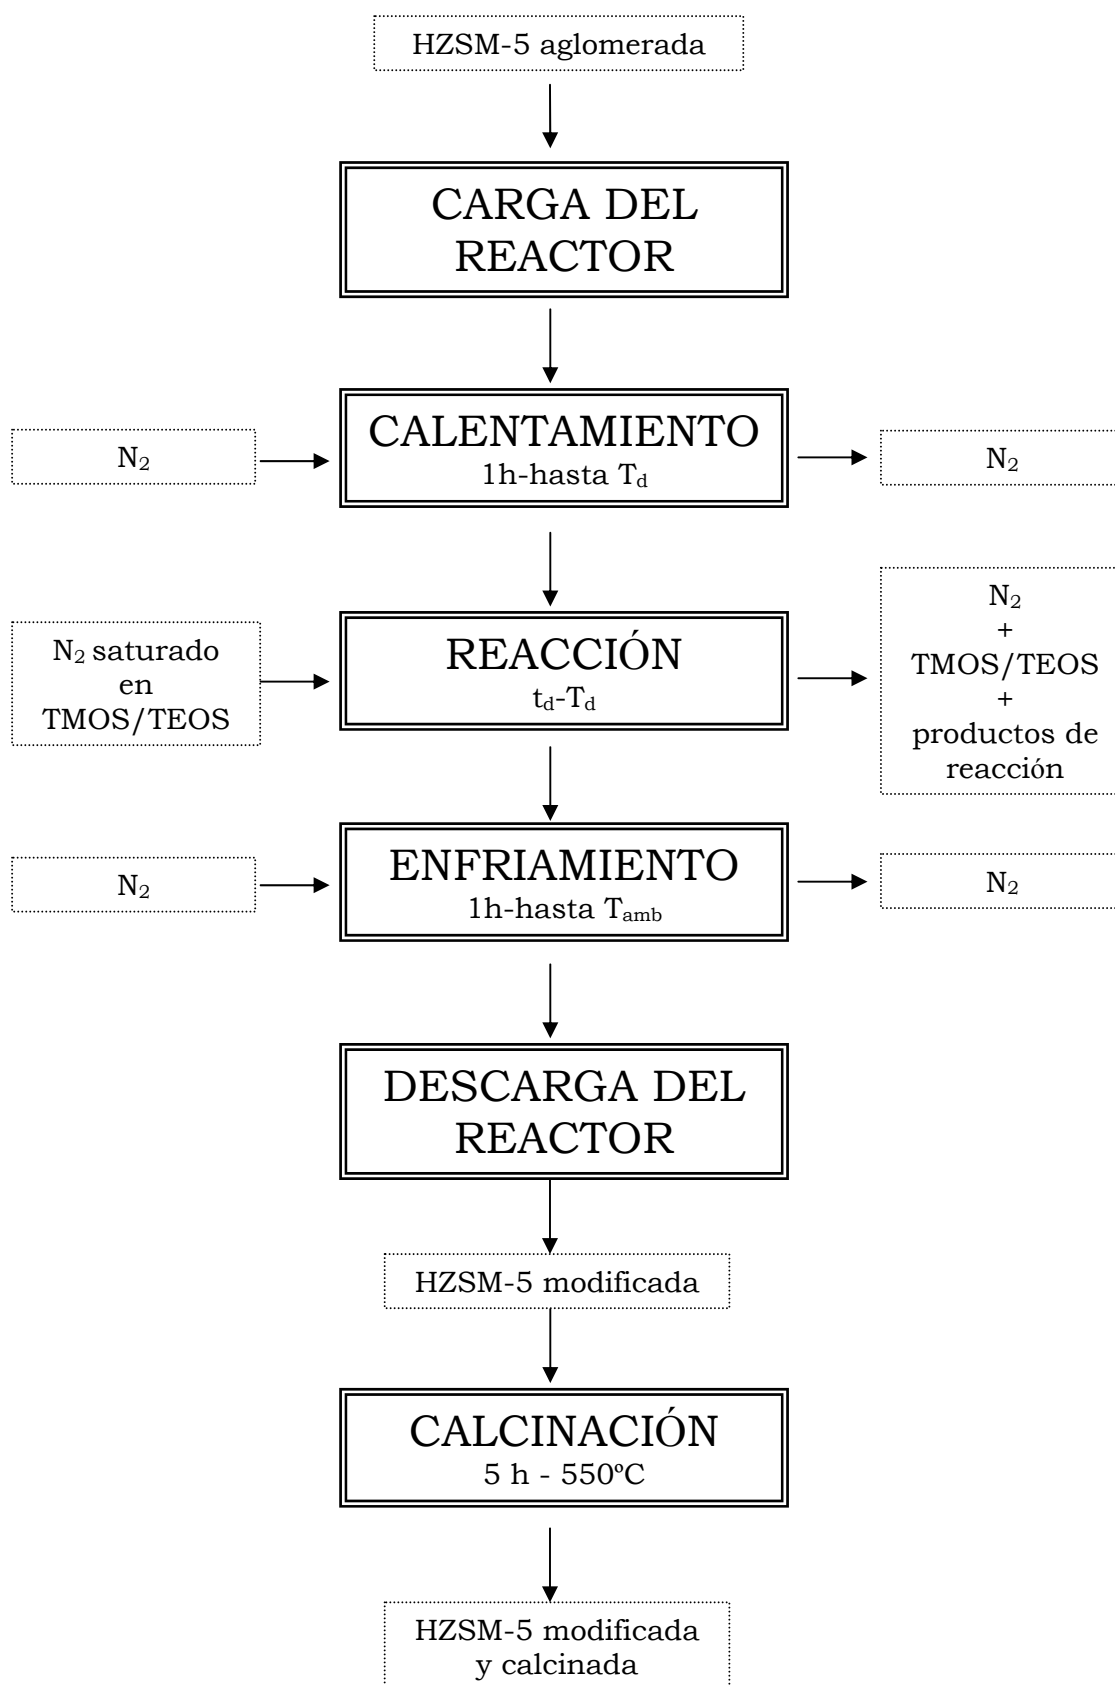 HZSM-5 aglomerada
CARGA DEL
REACTOR
N₂
CALENTAMIENTO
1h-hasta T_d
N₂
N₂ saturado
en
TMOS/TEOS
REACCIÓN
t_d-T_d
N₂
+
TMOS/TEOS
+
productos de
reacción
N₂
ENFRIAMIENTO
1h-hasta T_amb
N₂
DESCARGA DEL
REACTOR
HZSM-5 modificada
CALCINACIÓN
5 h - 550ºC
HZSM-5 modificada
y calcinada